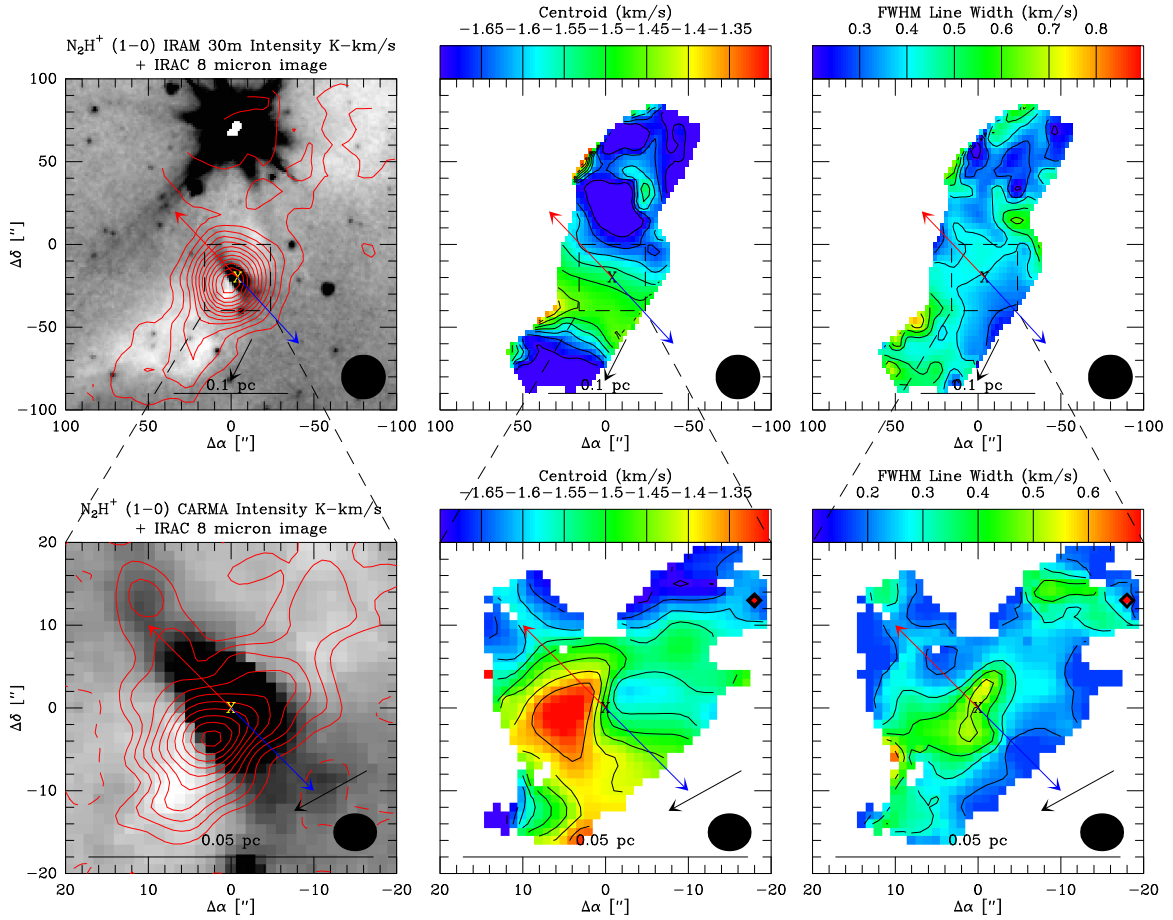 N₂H⁺ (1−0) IRAM 30m Intensity K−km/s
+ IRAC 8 micron image
100
50
0
−50
−100
Δδ [″]
X
0.1 pc
100 50 0 −50 −100
Δα [″]
Centroid (km/s)
−1.65−1.6−1.55−1.5−1.45−1.4−1.35
X
0.1 pc
100 50 0 −50 −100
Δα [″]
FWHM Line Width (km/s)
0.3 0.4 0.5 0.6 0.7 0.8
X
0.1 pc
100 50 0 −50 −100
Δα [″]
N₂H⁺ (1−0) CARMA Intensity K−km/s
+ IRAC 8 micron image
20
10
0
−10
−20
Δδ [″]
X
0.05 pc
20 10 0 −10 −20
Δα [″]
Centroid (km/s)
−1.65−1.6−1.55−1.5−1.45−1.4−1.35
X
0.05 pc
20 10 0 −10 −20
Δα [″]
FWHM Line Width (km/s)
0.2 0.3 0.4 0.5 0.6
X
0.05 pc
20 10 0 −10 −20
Δα [″]